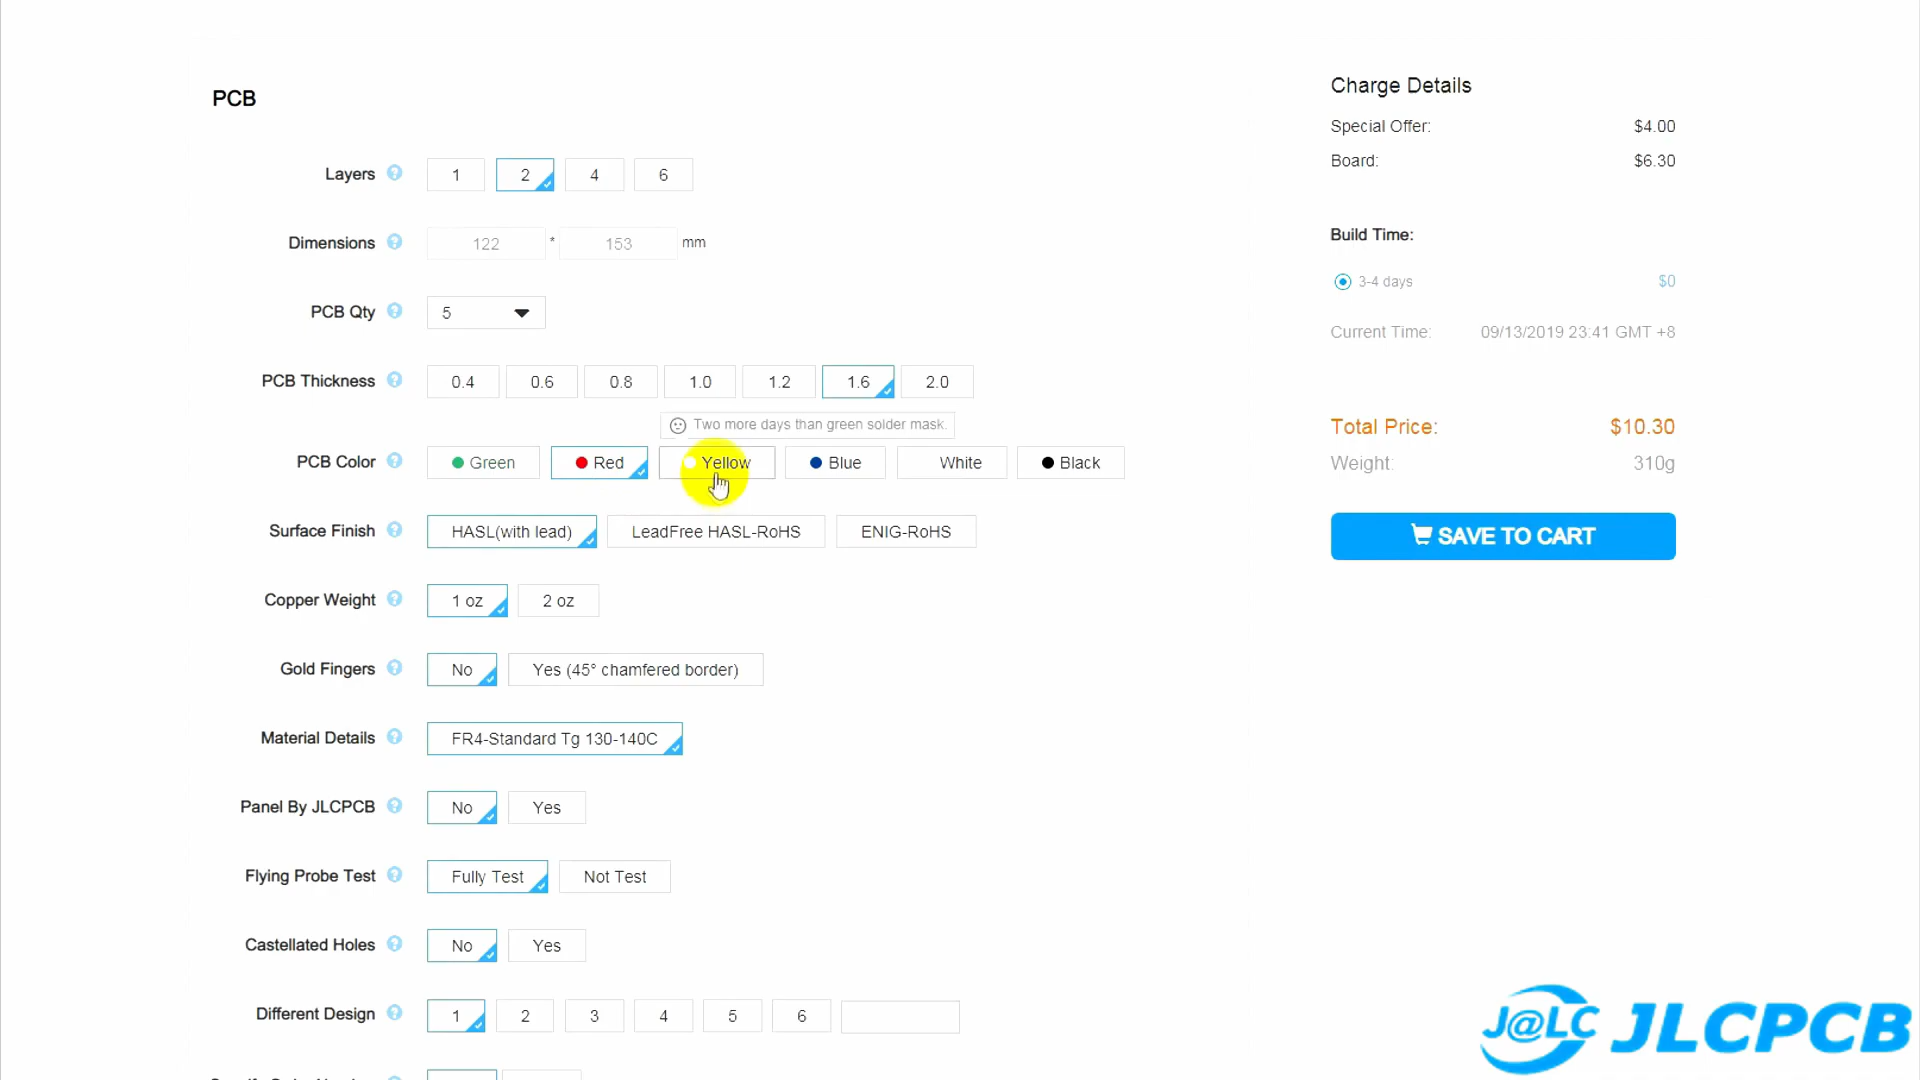 PCB
Layers ? 1 2 4 6
Dimensions ? 122 * 153 mm
PCB Qty ? 5
PCB Thickness ? 0.4 0.6 0.8 1.0 1.2 1.6 2.0
Two more days than green solder mask.
PCB Color ? Green Red Yellow Blue White Black
Surface Finish ? HASL(with lead) LeadFree HASL-RoHS ENIG-RoHS
Copper Weight ? 1 oz 2 oz
Gold Fingers ? No Yes (45° chamfered border)
Material Details ? FR4-Standard Tg 130-140C
Panel By JLCPCB ? No Yes
Flying Probe Test ? Fully Test Not Test
Castellated Holes ? No Yes
Different Design ? 1 2 3 4 5 6
Charge Details
Special Offer: $4.00
Board: $6.30
Build Time:
3-4 days $0
Current Time: 09/13/2019 23:41 GMT +8
Total Price: $10.30
Weight: 310g
SAVE TO CART
J@LC JLCPCB